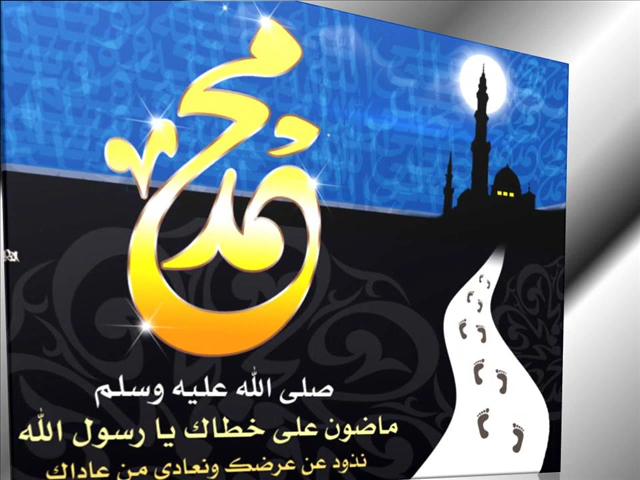 محمد
صلى الله عليه وسلم
ماضون على خطاك يا رسول الله
نذود عن عرضك ونعادي من عاداك